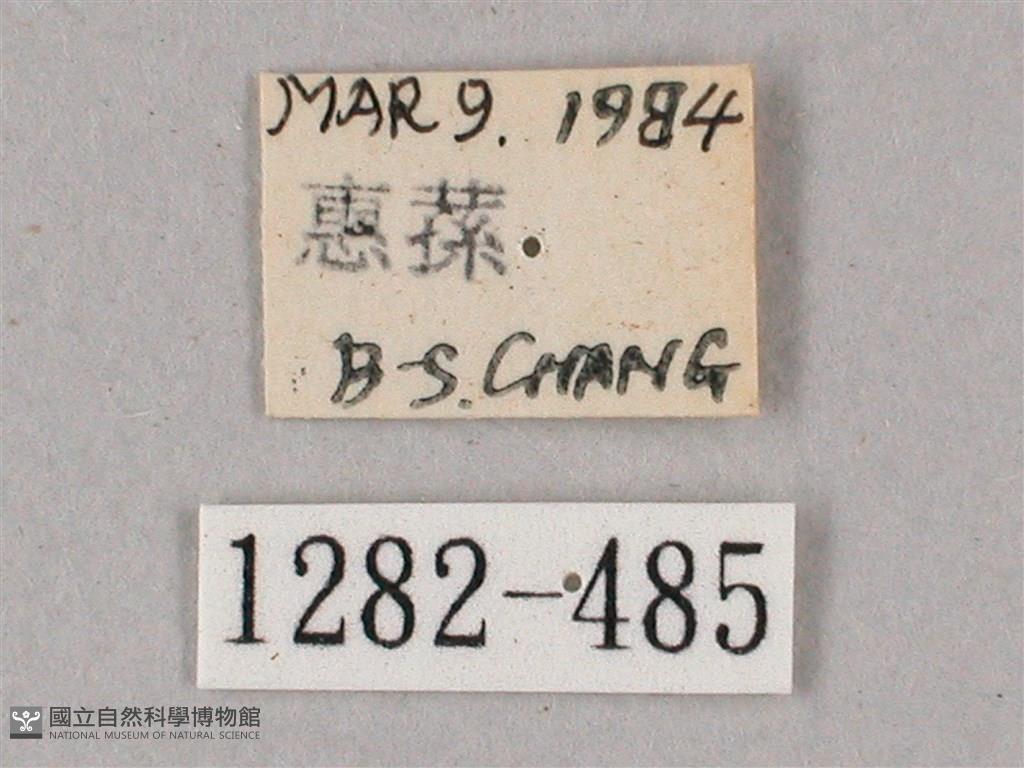 MAR 9. 1984
惠蓀
B-S. CHANG
1282-485
國立自然科學博物館
NATIONAL MUSEUM OF NATURAL SCIENCE